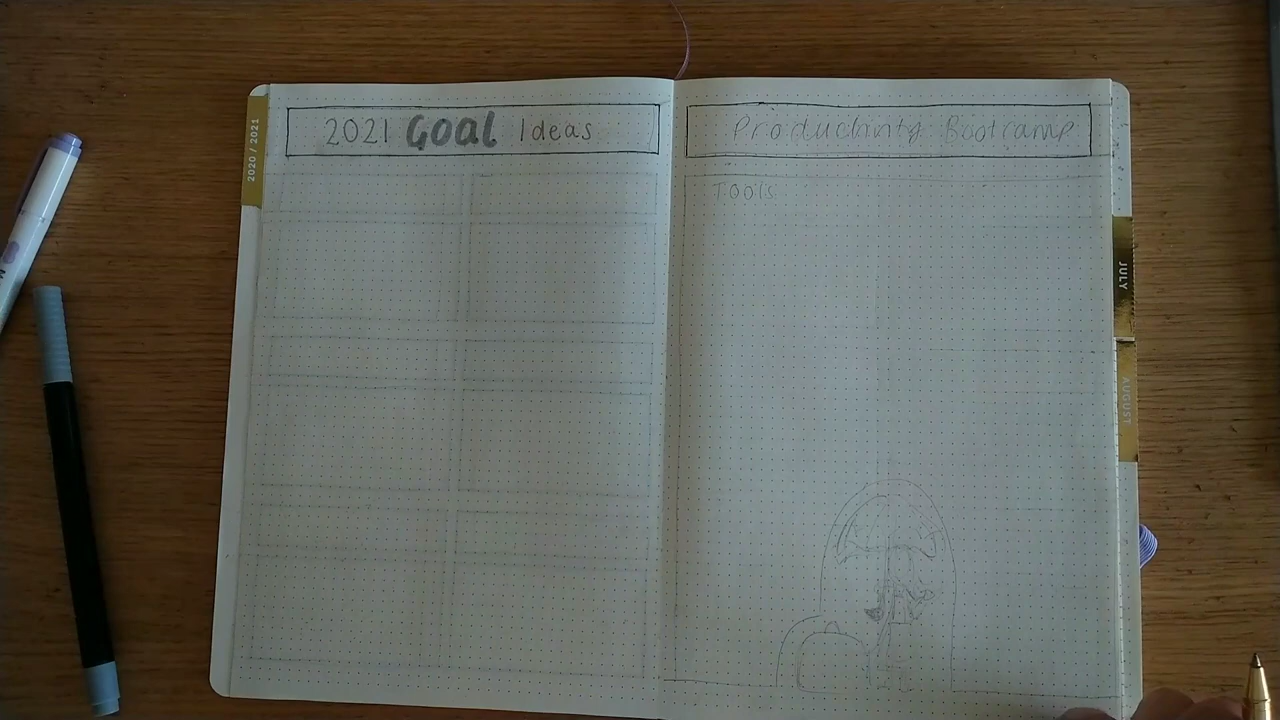 2020 / 2021
2021 Goal Ideas
Productivity Bootcamp
Tools
JULY
AUGUST